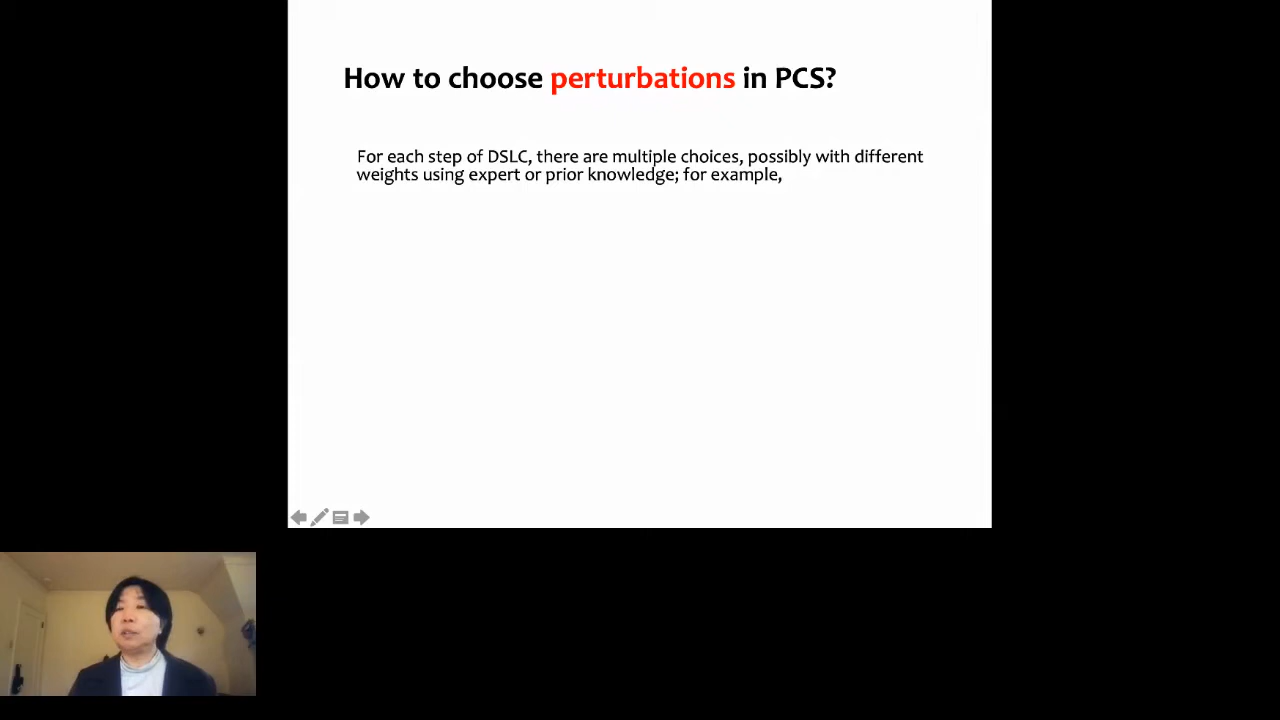 How to choose perturbations in PCS?
For each step of DSLC, there are multiple choices, possibly with different
weights using expert or prior knowledge; for example,